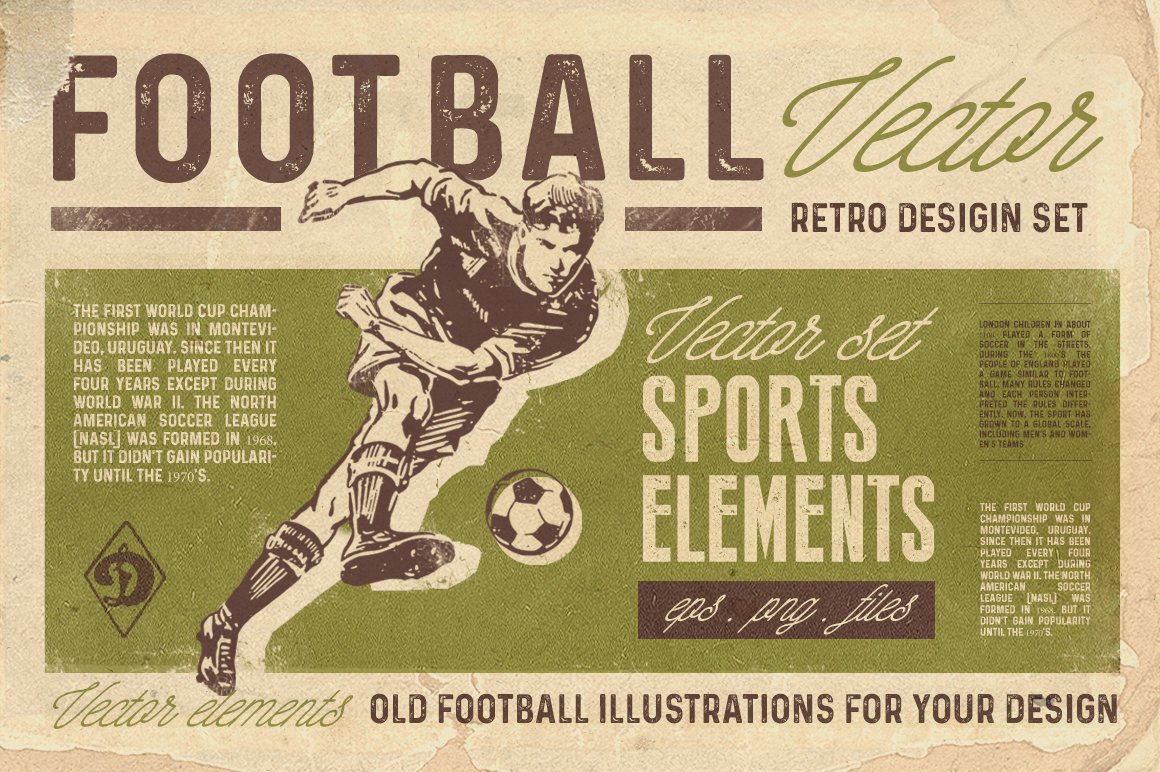 FOOTBALL
Vector
RETRO DESIGIN SET
THE FIRST WORLD CUP CHAM-
PIONSHIP WAS IN MONTEVI-
DEO, URUGUAY. SINCE THEN IT
HAS BEEN PLAYED EVERY
FOUR YEARS EXCEPT DURING
WORLD WAR II. THE NORTH
AMERICAN SOCCER LEAGUE
(NASL) WAS FORMED IN 1968,
BUT IT DIDN'T GAIN POPULARI-
TY UNTIL THE 1970'S.
Vector set
SPORTS
ELEMENTS
eps . png . files
LONDON CHILDREN IN ABOUT
PLAYED A FORM OF
SOCCER IN THE STREETS.
DURING THE 1800'S THE
PEOPLE OF ENGLAND PLAYED
A GAME SIMILAR TO FOOT-
BALL. MANY RULES CHANGED
AND EACH PERSON INTER-
PRETED THE RULES DIFFER-
ENTLY. NOW, THE SPORT HAS
GROWN TO A GLOBAL SCALE,
INCLUDING MEN'S AND WOM-
EN'S TEAMS
THE FIRST WORLD CUP
CHAMPIONSHIP WAS IN
MONTEVIDEO, URUGUAY.
SINCE THEN IT HAS BEEN
PLAYED EVERY FOUR
YEARS EXCEPT DURING
WORLD WAR II. THE NORTH
AMERICAN SOCCER
LEAGUE (NASL) WAS
FORMED IN 1968, BUT IT
DIDN'T GAIN POPULARITY
UNTIL THE 1970'S.
D
Vector elements
OLD FOOTBALL ILLUSTRATIONS FOR YOUR DESIGN